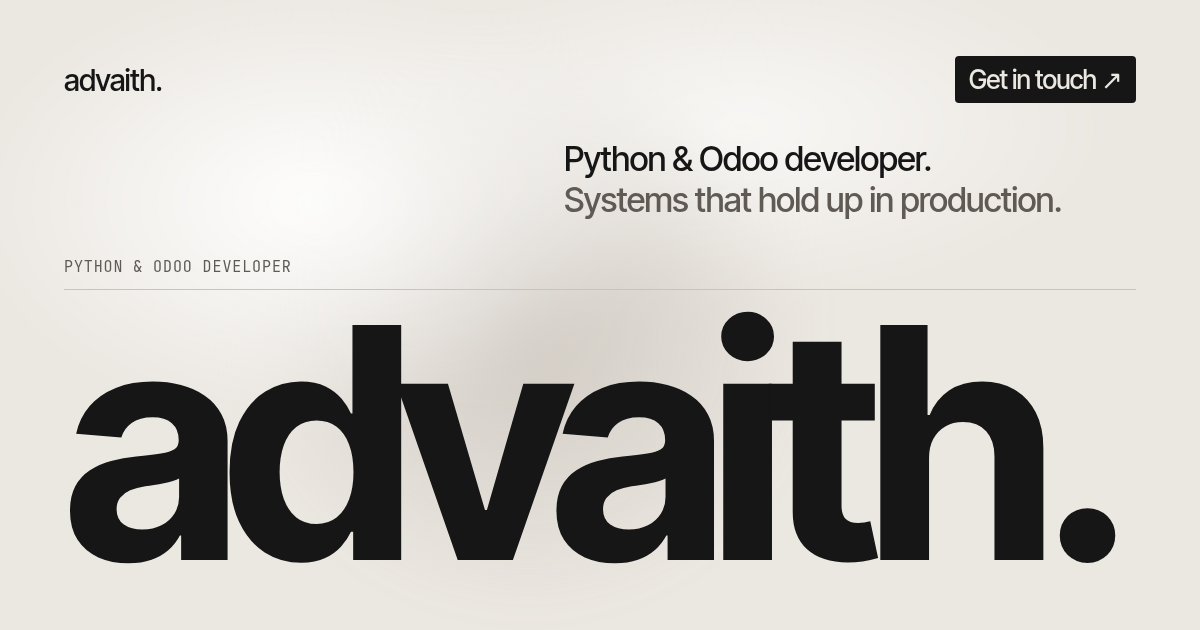 advaith.
Get in touch ↗
Python & Odoo developer.
Systems that hold up in production.
PYTHON & ODOO DEVELOPER
advaith.